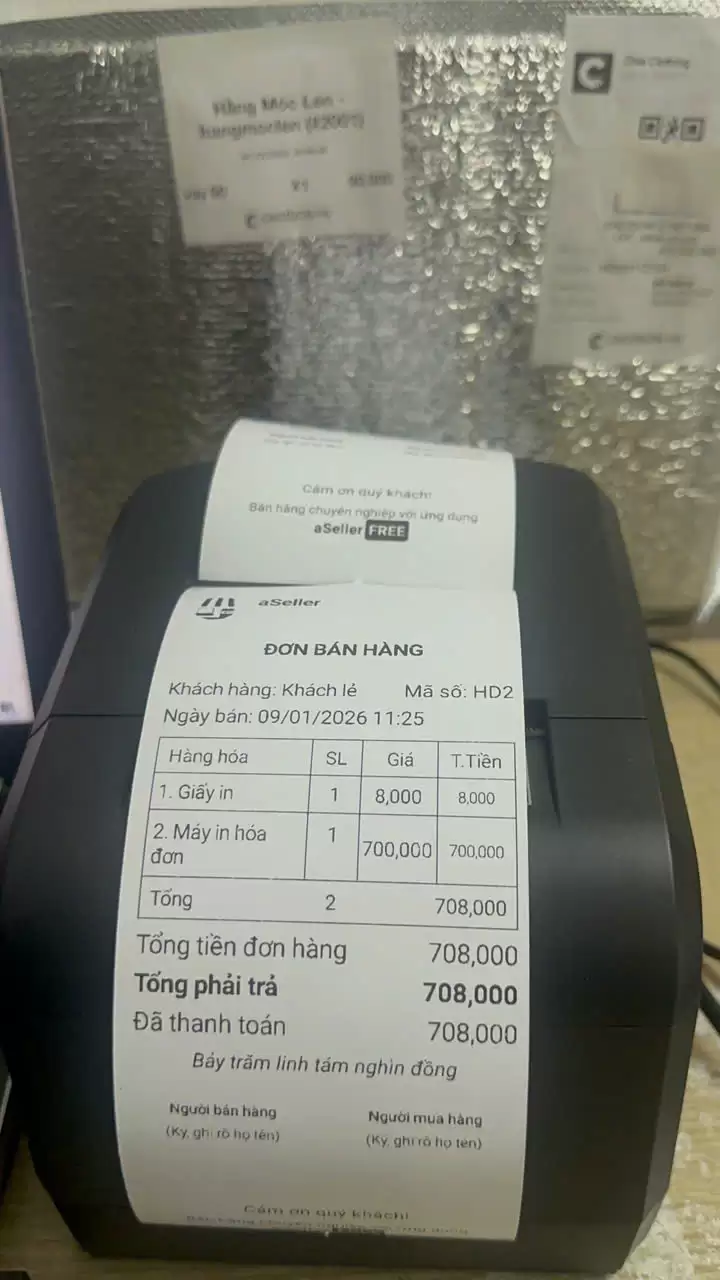 Hằng Mộc Lan -
C
Cảm ơn quý khách!
Bán hàng chuyên nghiệp với ứng dụng
aSeller FREE
aSeller
ĐƠN BÁN HÀNG
Khách hàng: Khách lẻ Mã số: HD2
Ngày bán: 09/01/2026 11:25
Hàng hóa SL Giá T.Tiền
1. Giấy in 1 8,000 8,000
2. Máy in hóa đơn 1 700,000 700,000
Tổng 2 708,000
Tổng tiền đơn hàng 708,000
Tổng phải trả 708,000
Đã thanh toán 708,000
Bảy trăm linh tám nghìn đồng
Người bán hàng Người mua hàng
(Ký, ghi rõ họ tên) (Ký, ghi rõ họ tên)
Cảm ơn quý khách!